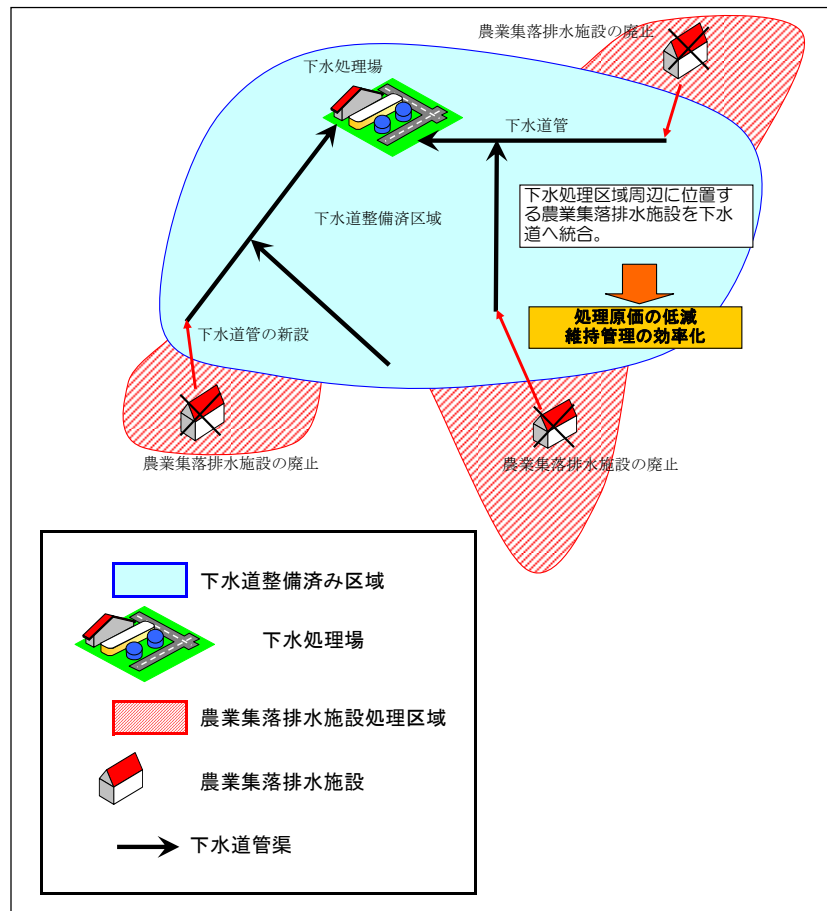 農業集落排水施設の廃止
下水処理場
下水道管
下水処理区域周辺に位置す
る農業集落排水施設を下水
道へ統合。
下水道整備済区域
処理原価の低減
維持管理の効率化
下水道管の新設
農業集落排水施設の廃止
農業集落排水施設の廃止
下水道整備済み区域
下水処理場
農業集落排水施設処理区域
農業集落排水施設
下水道管渠